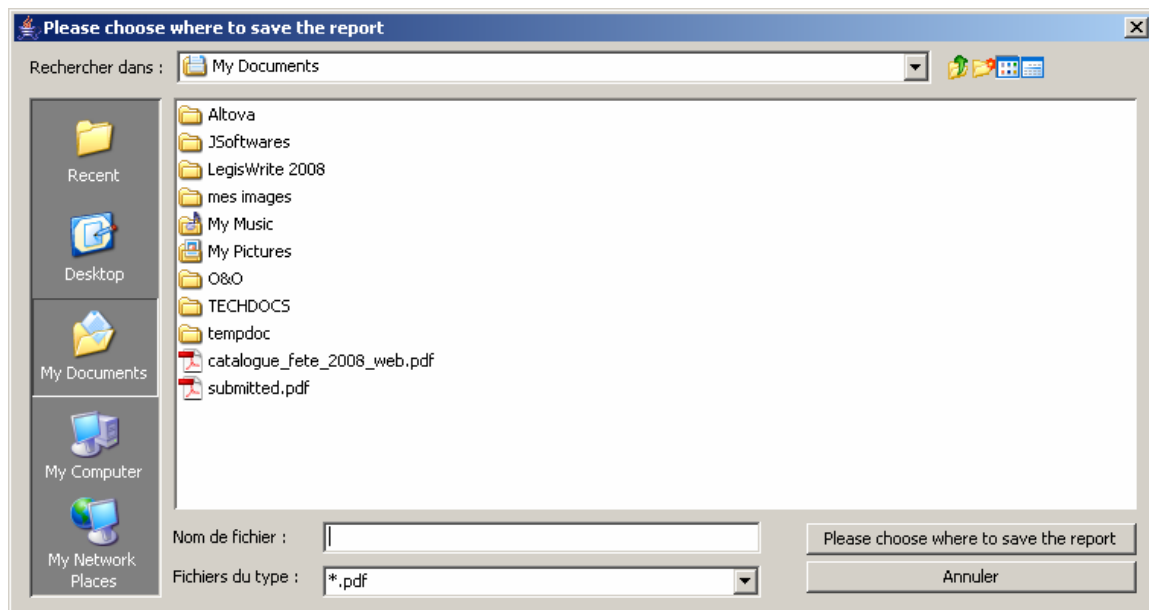 Please choose where to save the report
Rechercher dans :
My Documents
Recent
Desktop
My Documents
My Computer
My Network
Places
Altova
JSoftwares
LegisWrite 2008
mes images
My Music
My Pictures
O&O
TECHDOCS
tempdoc
catalogue_fete_2008_web.pdf
submitted.pdf
Nom de fichier :
Please choose where to save the report
Fichiers du type :
*.pdf
Annuler